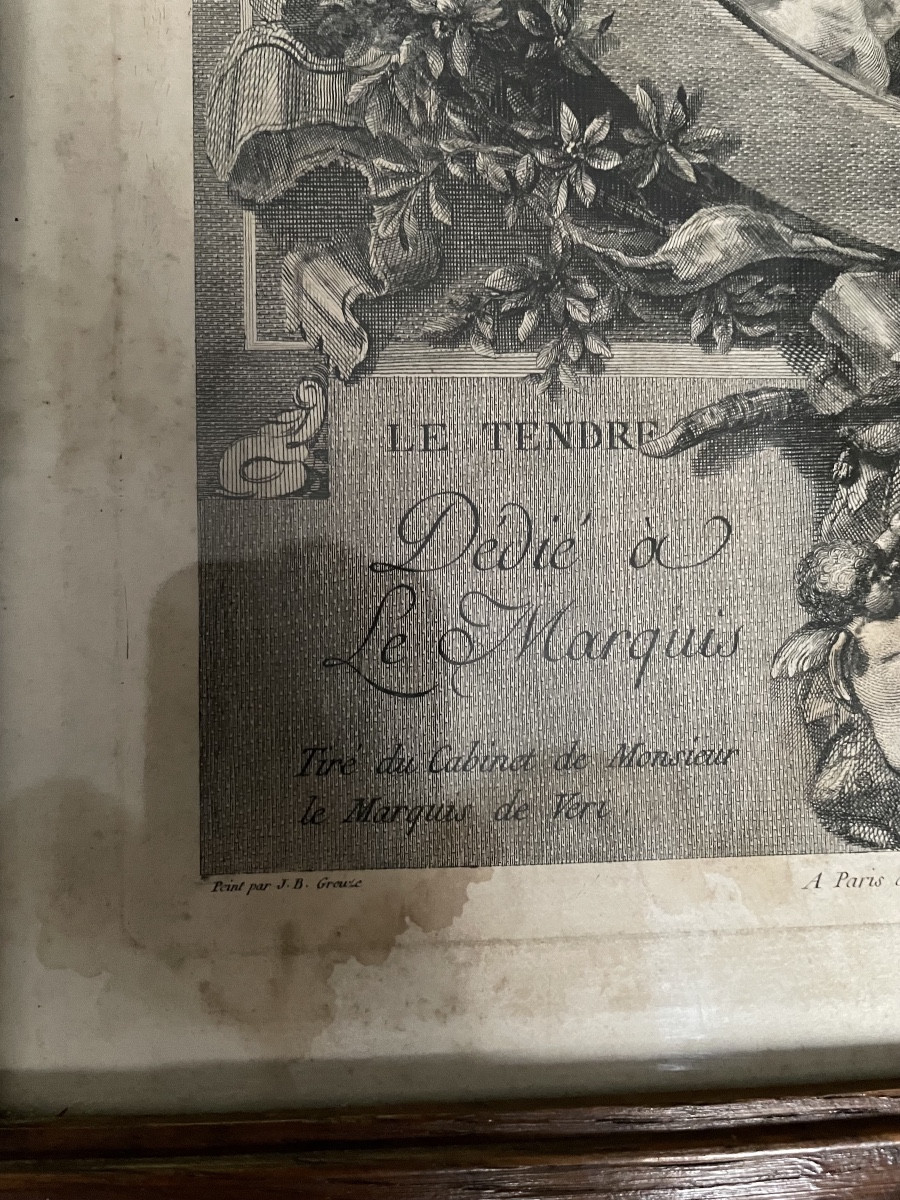 LE TENDRE
Dédié à
Le Marquis
Tiré du Cabinet de Monsieur
le Marquis de Veri.
Peint par J. B. Greuze
A Paris